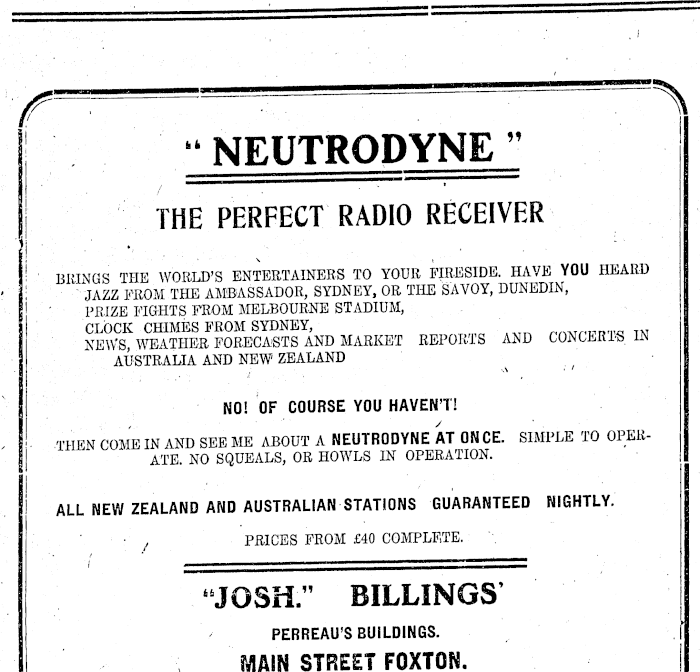 " NEUTRODYNE "
THE PERFECT RADIO RECEIVER
BRINGS THE WORLD'S ENTERTAINERS TO YOUR FIRESIDE. HAVE YOU HEARD
JAZZ FROM THE AMBASSADOR, SYDNEY, OR THE SAVOY, DUNEDIN,
PRIZE FIGHTS FROM MELBOURNE STADIUM,
CLOCK CHIMES FROM SYDNEY,
NEWS, WEATHER FORECASTS AND MARKET REPORTS AND CONCERTS IN
AUSTRALIA AND NEW ZEALAND
NO! OF COURSE YOU HAVEN'T!
THEN COME IN AND SEE ME ABOUT A NEUTRODYNE AT ONCE. SIMPLE TO OPER-
ATE. NO SQUEALS, OR HOWLS IN OPERATION.
ALL NEW ZEALAND AND AUSTRALIAN STATIONS GUARANTEED NIGHTLY.
PRICES FROM £40 COMPLETE.
"JOSH." BILLINGS'
PERREAU'S BUILDINGS.
MAIN STREET FOXTON.